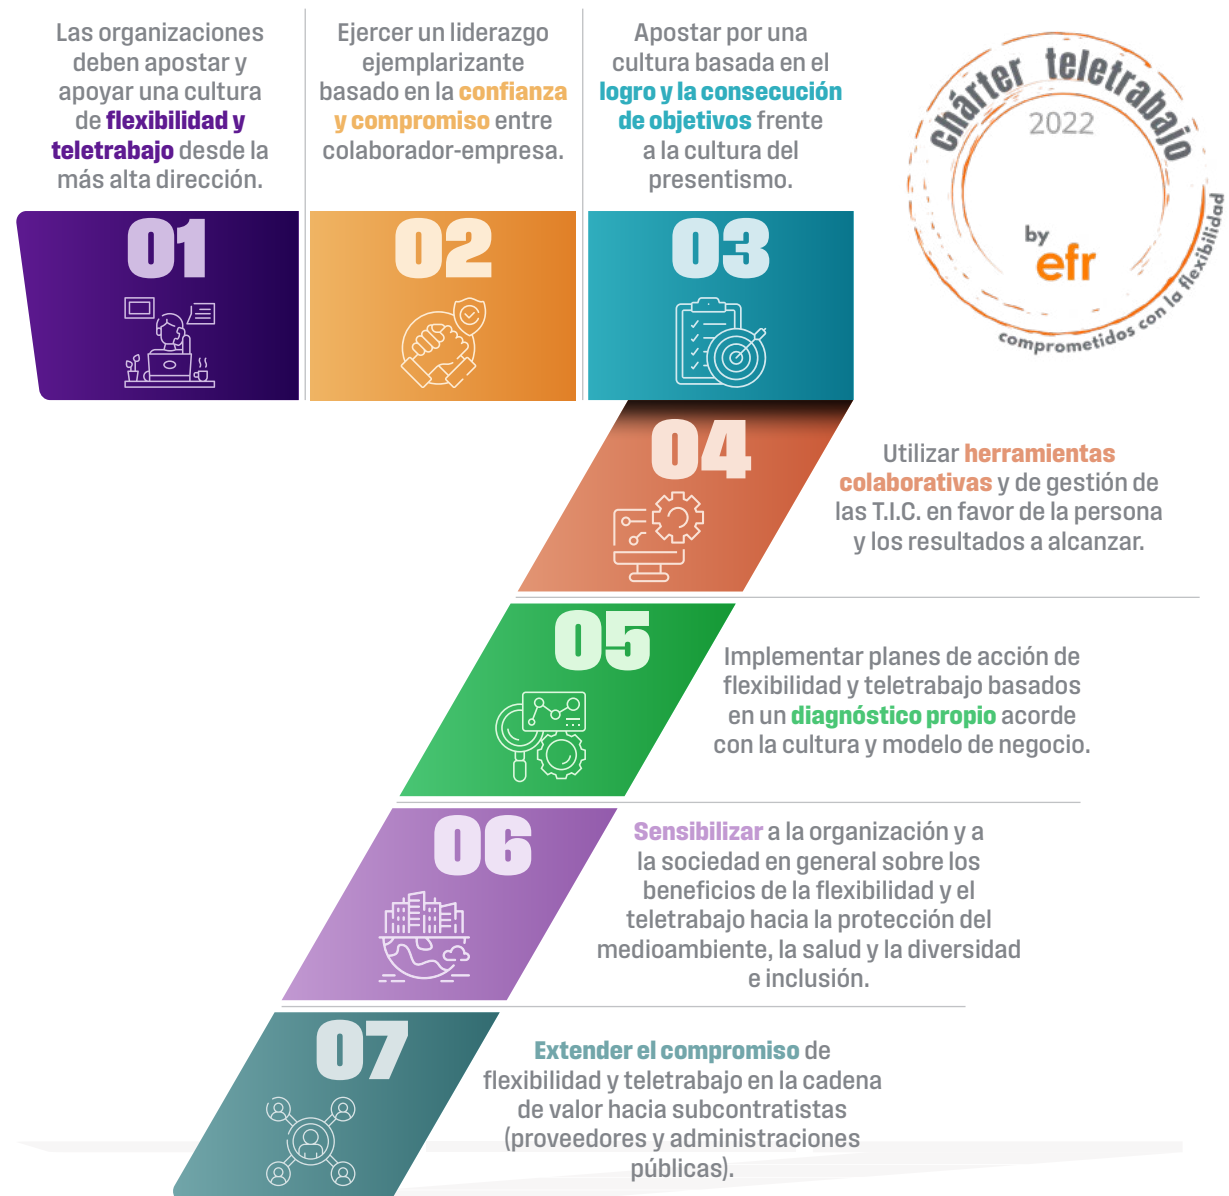 Las organizaciones
deben apostar y
apoyar una cultura
de flexibilidad y
teletrabajo desde la
más alta dirección.
01
Ejercer un liderazgo
ejemplarizante
basado en la confianza
y compromiso entre
colaborador-empresa.
02
Apostar por una
cultura basada en el
logro y la consecución
de objetivos frente
a la cultura del
presentismo.
03
chárter teletrabajo
2022
by
efr
comprometidos con la flexibilidad
04
Utilizar herramientas
colaborativas y de gestión de
las T.I.C. en favor de la persona
y los resultados a alcanzar.
05
Implementar planes de acción de
flexibilidad y teletrabajo basados
en un diagnóstico propio acorde
con la cultura y modelo de negocio.
06
Sensibilizar a la organización y a
la sociedad en general sobre los
beneficios de la flexibilidad y el
teletrabajo hacia la protección del
medioambiente, la salud y la diversidad
e inclusión.
07
Extender el compromiso de
flexibilidad y teletrabajo en la cadena
de valor hacia subcontratistas
(proveedores y administraciones
públicas).